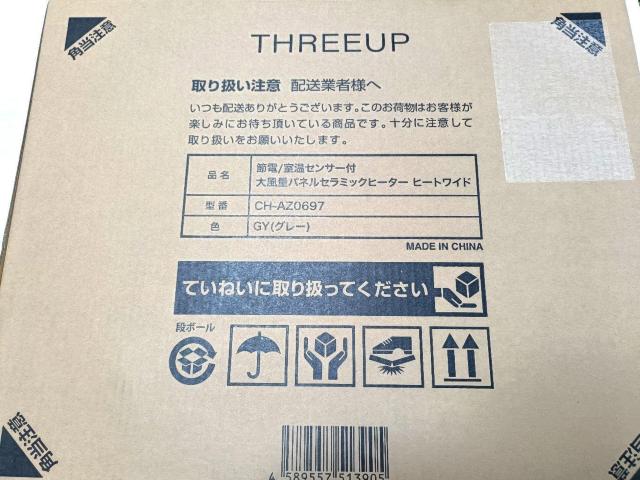 角当注意
角当注意
THREEUP
取り扱い注意 配送業者様へ
いつも配送ありがとうございます。このお荷物はお客様が
楽しみにお待ち頂いている商品です。十分に注意して
取り扱いをお願いいたします。
品名 節電/室温センサー付
大風量パネルセラミックヒーター ヒートワイド
型番 CH-AZ0697
色 GY(グレー)
MADE IN CHINA
ていねいに取り扱ってください
段ボール
角当注意
角当注意
4 589557 513905